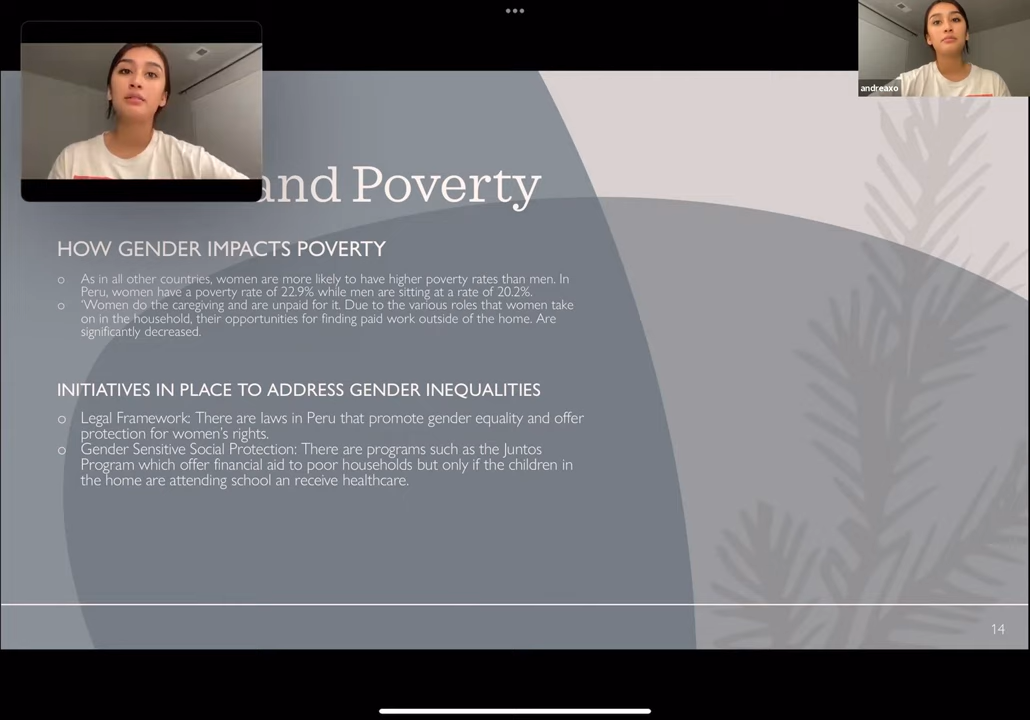 andreaxo
and Poverty
HOW GENDER IMPACTS POVERTY
o As in all other countries, women are more likely to have higher poverty rates than men. In
Peru, women have a poverty rate of 22.9% while men are sitting at a rate of 20.2%.
o 'Women do the caregiving and are unpaid for it. Due to the various roles that women take
on in the household, their opportunities for finding paid work outside of the home. Are
significantly decreased.
INITIATIVES IN PLACE TO ADDRESS GENDER INEQUALITIES
o Legal Framework: There are laws in Peru that promote gender equality and offer
protection for women's rights.
o Gender Sensitive Social Protection: There are programs such as the Juntos
Program which offer financial aid to poor households but only if the children in
the home are attending school an receive healthcare.
14